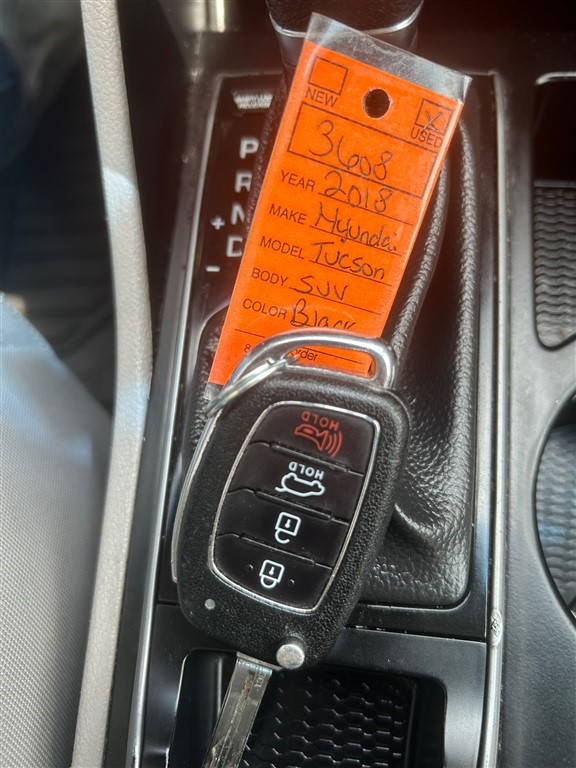 NEW
X
USED
3608
YEAR 2018
MAKE Hyundai
MODEL Tucson
BODY SUV
COLOR Black
P
R
N
+
D
-
HOLD
HOLD